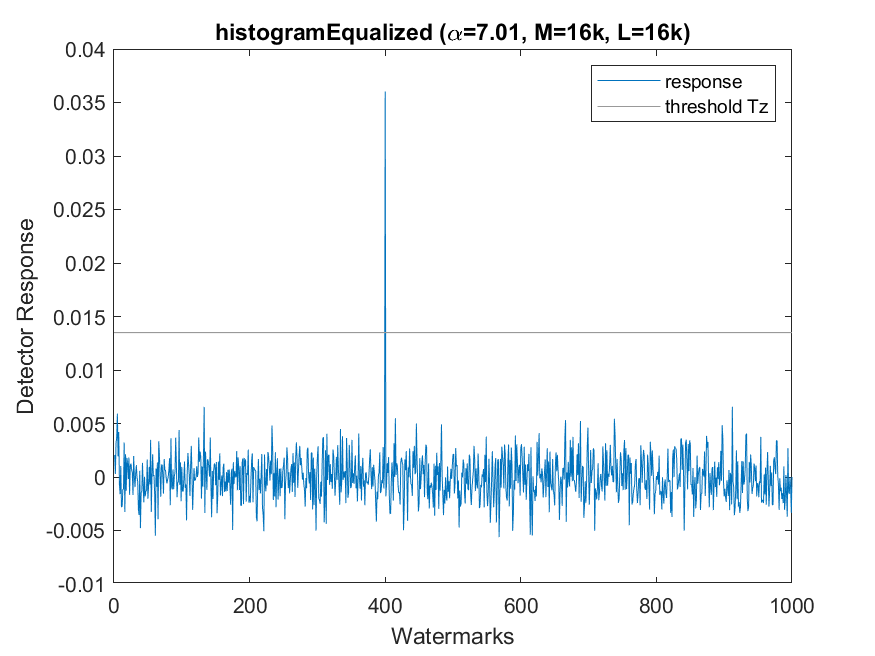 histogramEqualized (α=7.01, M=16k, L=16k)
0.04
0.035
0.03
0.025
0.02
0.015
0.01
0.005
0
-0.005
-0.01
Detector Response
response
threshold Tz
0 200 400 600 800 1000
Watermarks